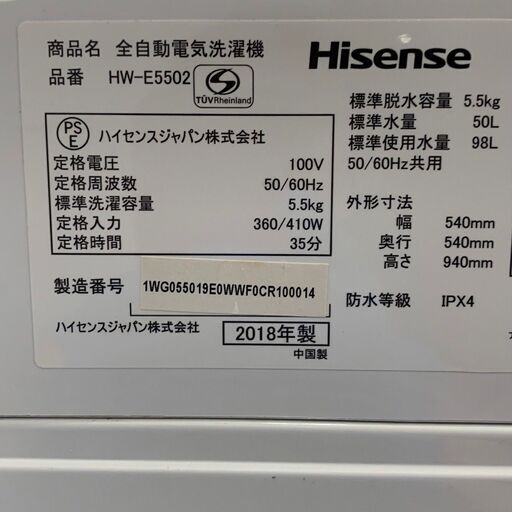 商品名 全自動電気洗濯機
品番 HW-E5502
TÜVRheinland
Hisense
PS
E
ハイセンスジャパン株式会社
定格電圧 100V
定格周波数 50/60Hz
標準洗濯容量 5.5kg
定格入力 360/410W
定格時間 35分
標準脱水容量 5.5kg
標準水量 50L
標準使用水量 98L
50/60Hz共用
外形寸法
幅 540mm
奥行 540mm
高さ 940mm
防水等級 IPX4
製造番号 1WG055019E0WWF0CR100014
ハイセンスジャパン株式会社 2018年製
中国製